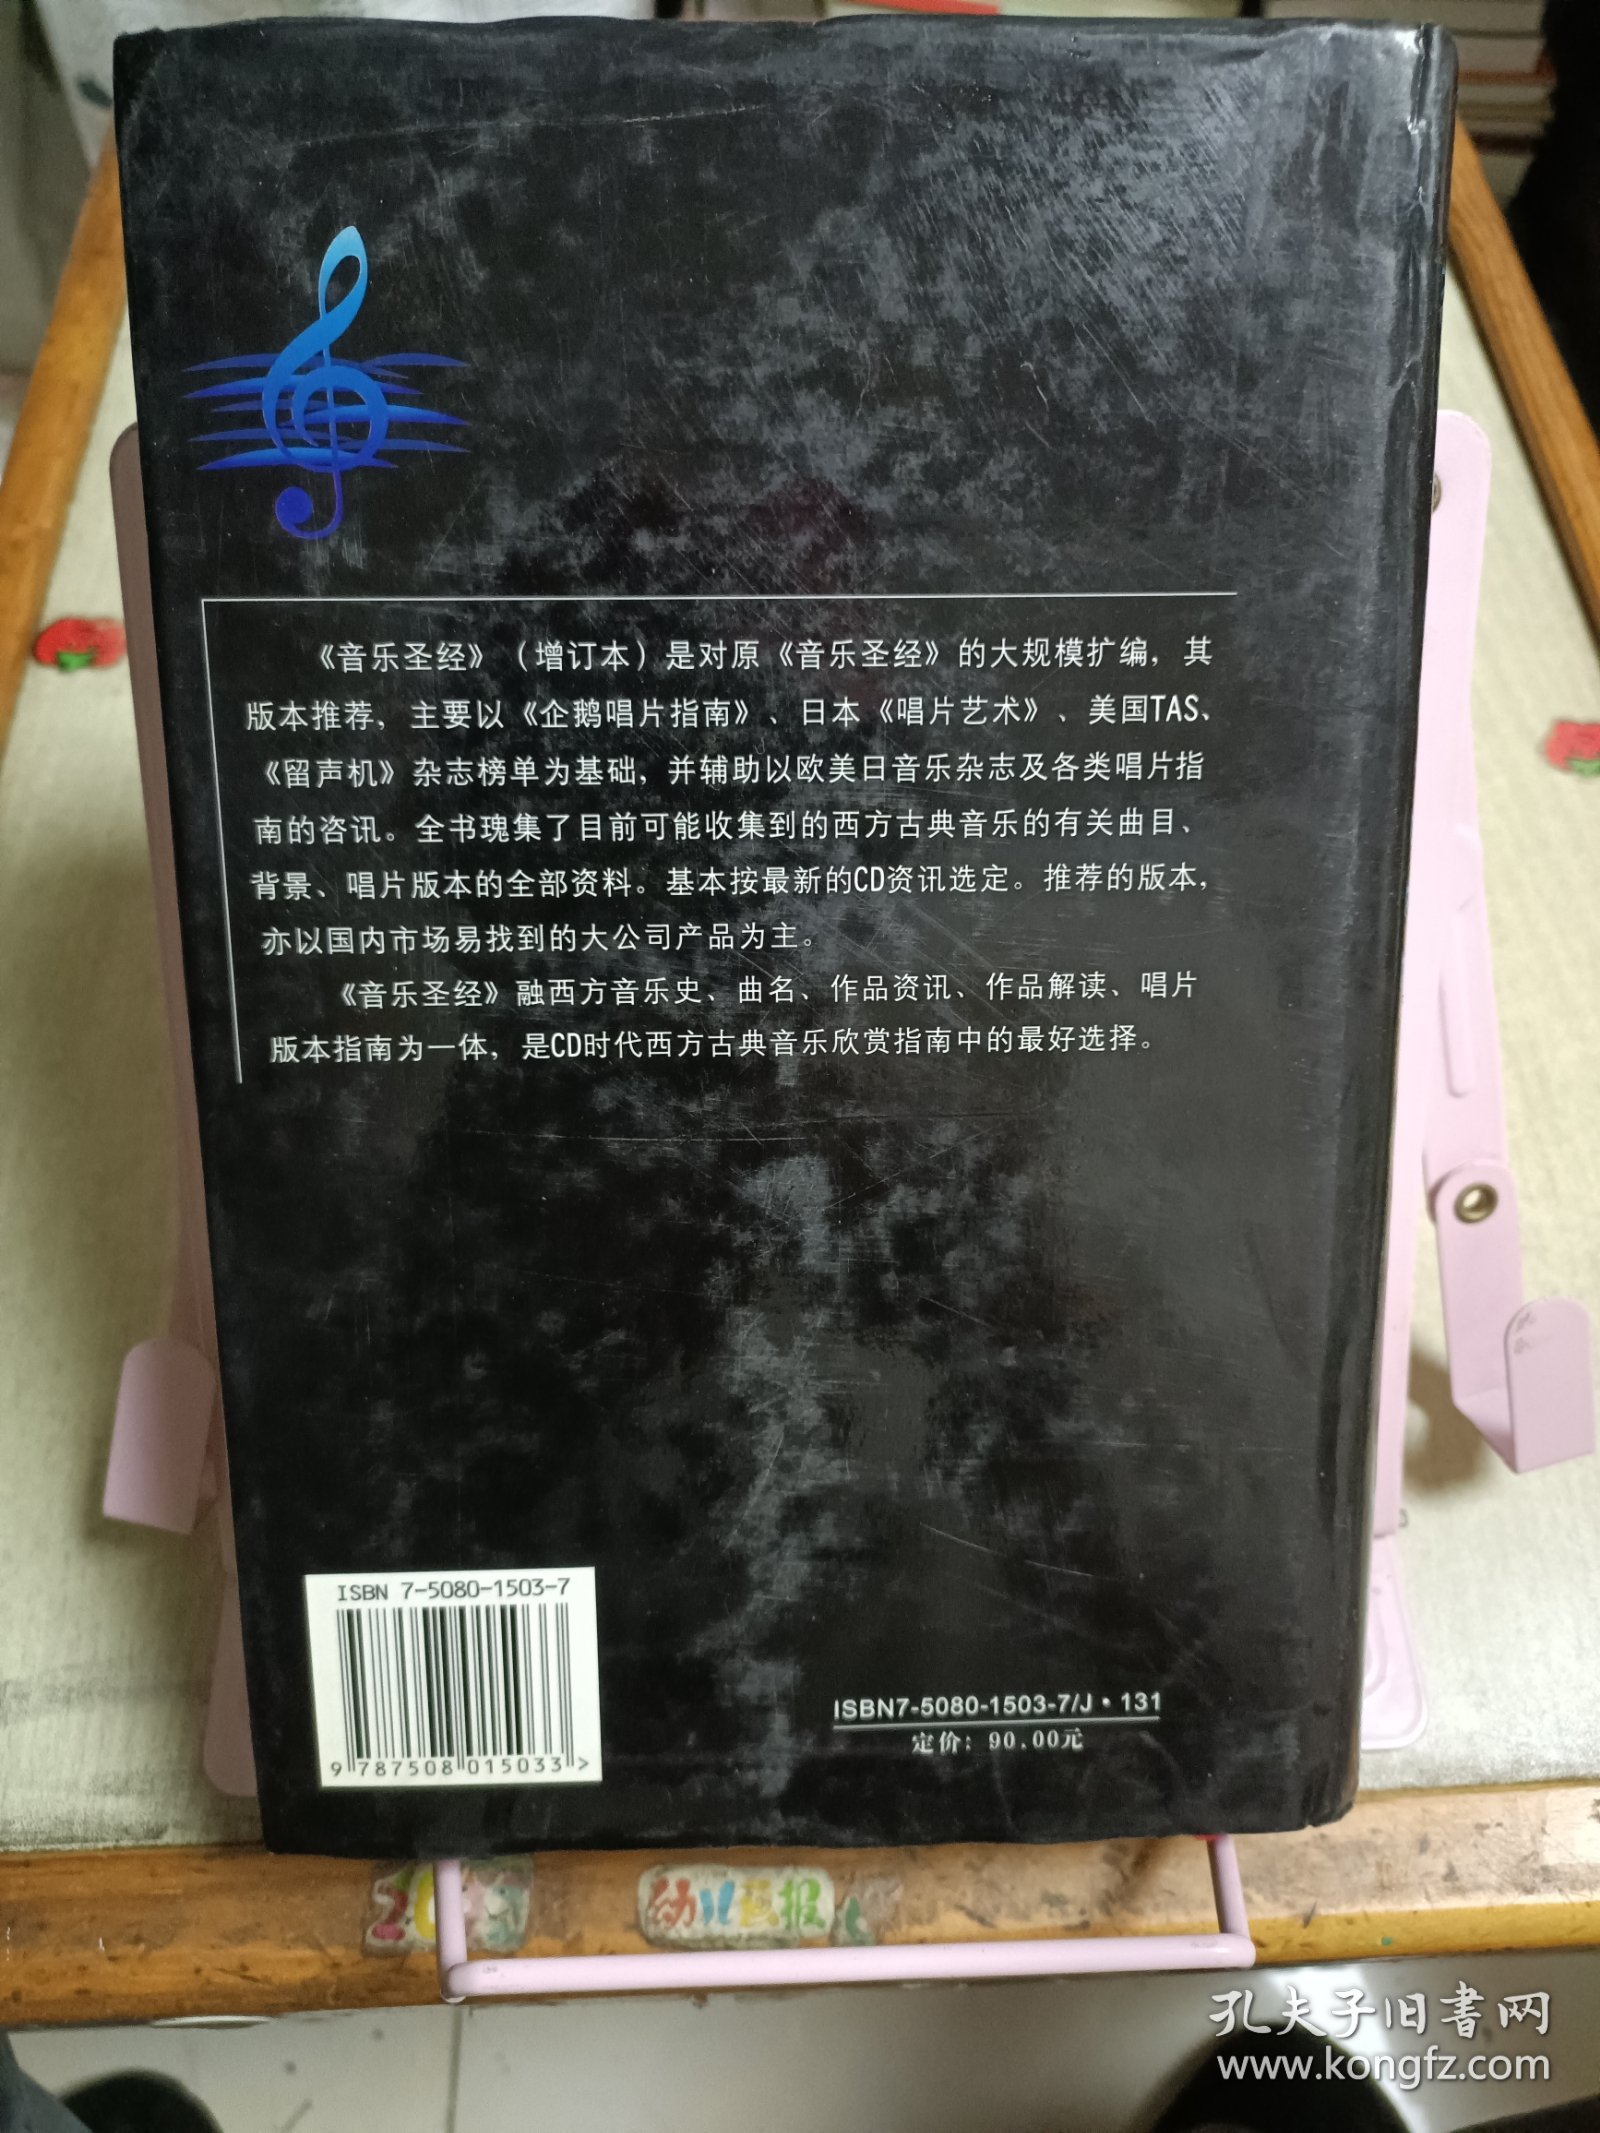 《音乐圣经》（增订本）是对原《音乐圣经》的大规模扩编，其
版本推荐，主要以《企鹅唱片指南》、日本《唱片艺术》、美国TAS、
《留声机》杂志榜单为基础，并辅助以欧美日音乐杂志及各类唱片指
南的咨讯。全书瑰集了目前可能收集到的西方古典音乐的有关曲目、
背景、唱片版本的全部资料。基本按最新的CD资讯选定。推荐的版本，
亦以国内市场易找到的大公司产品为主。
《音乐圣经》融西方音乐史、曲名、作品资讯、作品解读、唱片
版本指南为一体，是CD时代西方古典音乐欣赏指南中的最好选择。
ISBN 7-5080-1503-7
9 787508 015033 >
ISBN7-5080-1503-7/J·131
定价：90.00元
幼儿画报
孔夫子旧书网
www.kongfz.com